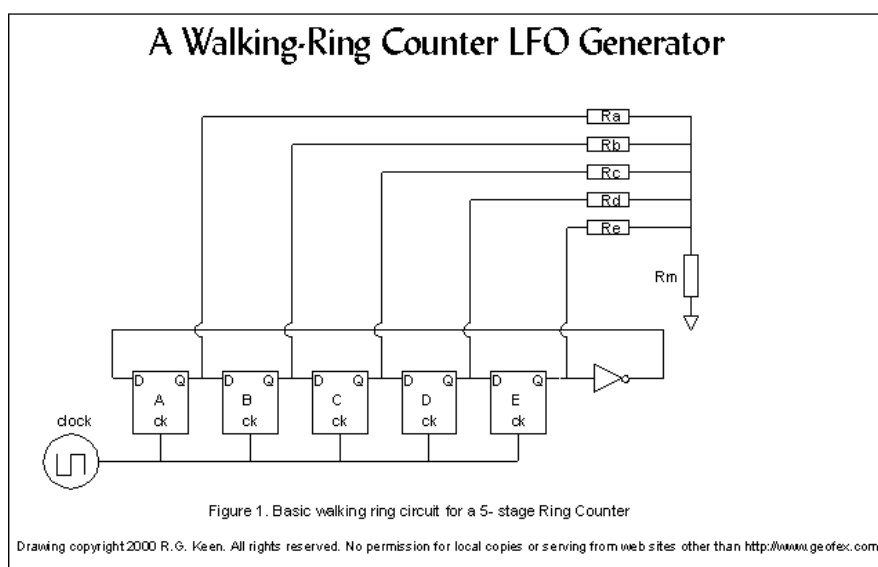 A Walking-Ring Counter LFO Generator
Ra
Rb
Rc
Rd
Re
Rm
D Q D Q D Q D Q D Q
A B C D E
ck ck ck ck ck
clock
Figure 1. Basic walking ring circuit for a 5- stage Ring Counter
Drawing copyright 2000 R.G. Keen. All rights reserved. No permission for local copies or serving from web sites other than http://www.geofex.com